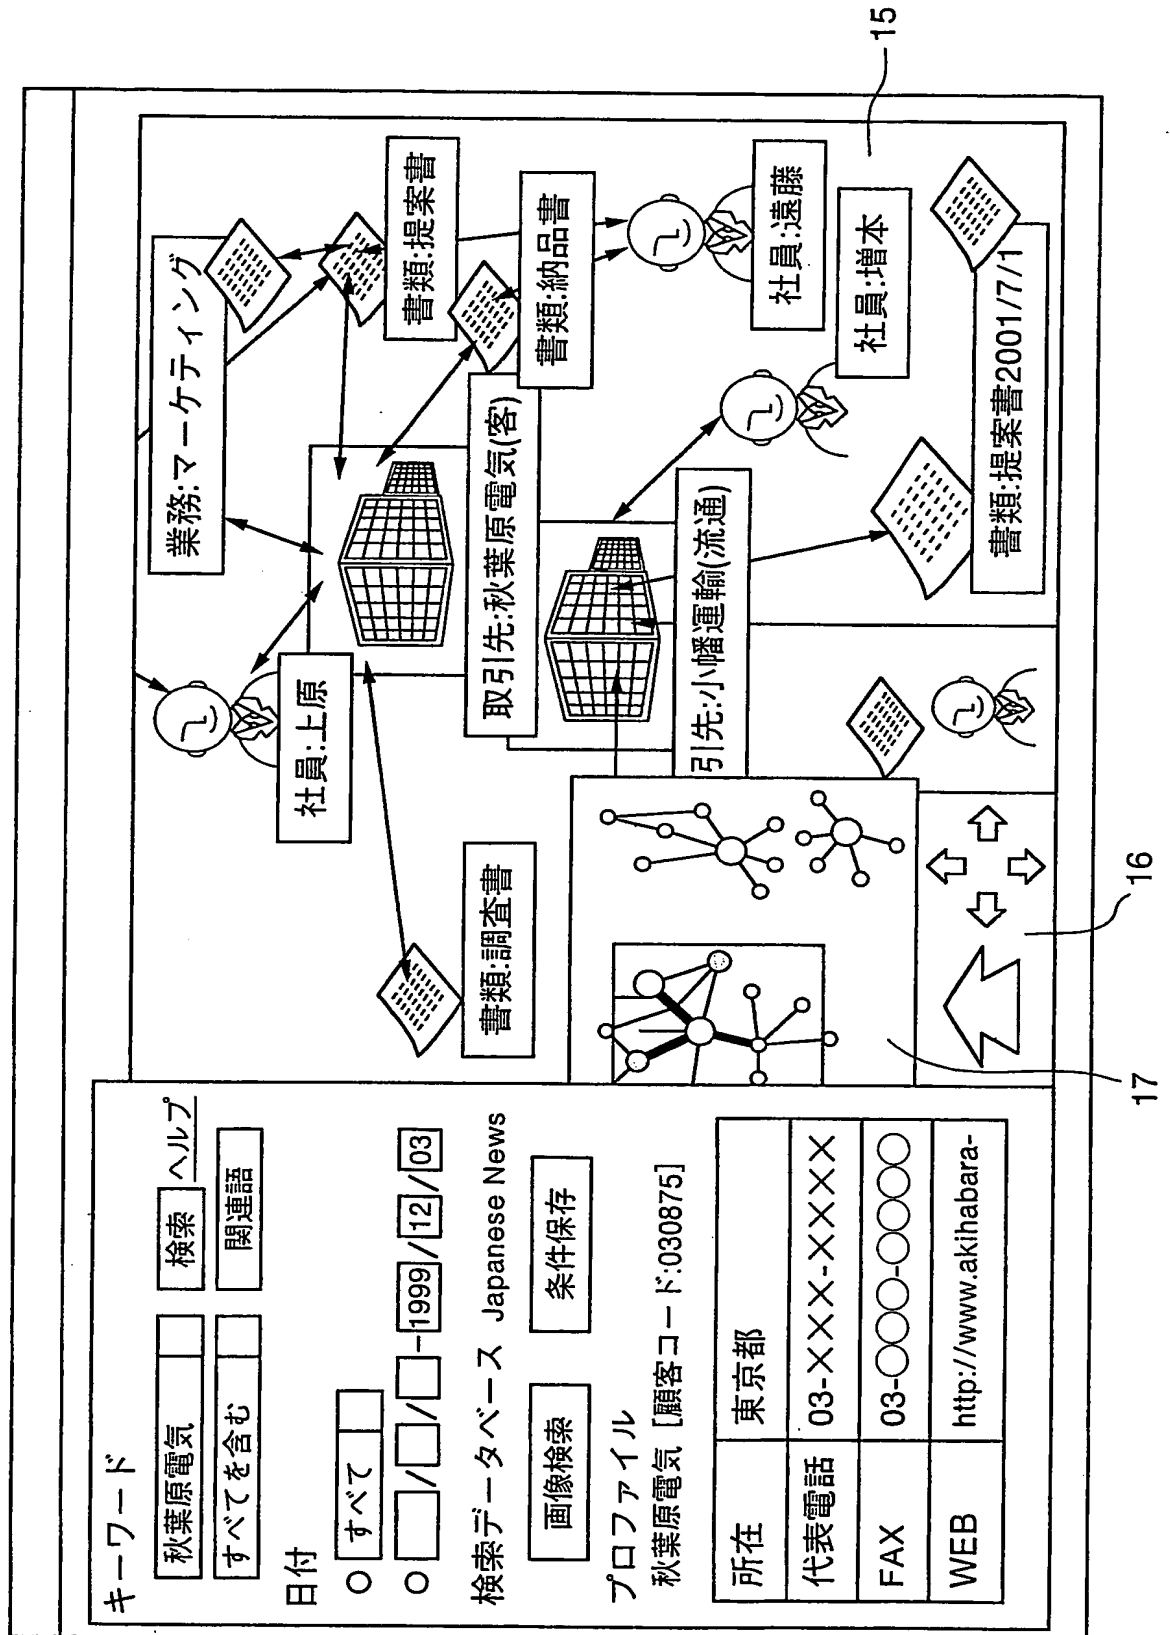 キーワード
秋葉原電気 検索 ヘルプ
すべてを含む 関連語
日付
すべて
//-1999/12/03
検索データベース Japanese News
画像検索 条件保存
プロファイル
秋葉原電気 [顧客コード:030875]
所在 東京都
代表電話 03-××××-××××
FAX 03-○○○○-○○○○
WEB http://www.akihabara-
業務:マーケティング
社員:上原
書類:提案書
取引先:秋葉原電気(客)
書類:納品書
書類:調査書
引先:小幡運輸(流通)
社員:遠藤
社員:増本
書類:提案書2001/7/1
15
16
17